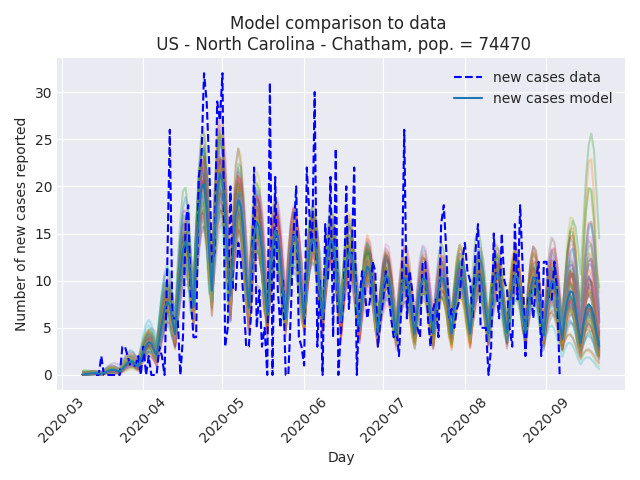 Model comparison to data
US - North Carolina - Chatham, pop. = 74470
new cases data
new cases model
Number of new cases reported
30
25
20
15
10
5
0
2020-03
2020-04
2020-05
2020-06
2020-07
2020-08
2020-09
Day